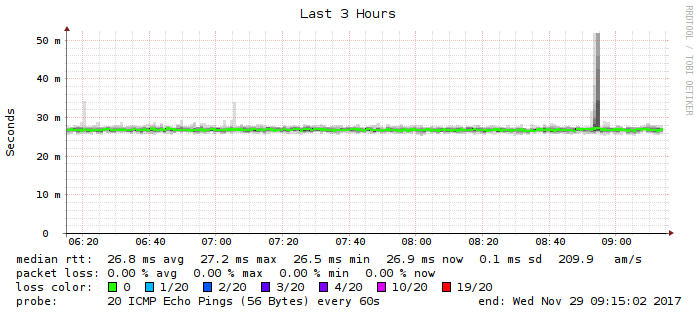 Last 3 Hours
RRDTOOL / TOBI OETIKER
Seconds
50 m
40 m
30 m
20 m
10 m
0
06:20 06:40 07:00 07:20 07:40 08:00 08:20 08:40 09:00
median rtt: 26.8 ms avg 27.2 ms max 26.5 ms min 26.9 ms now 0.1 ms sd 209.9 am/s
packet loss: 0.00 % avg 0.00 % max 0.00 % min 0.00 % now
loss color: 0 1/20 2/20 3/20 4/20 10/20 19/20
probe: 20 ICMP Echo Pings (56 Bytes) every 60s end: Wed Nov 29 09:15:02 2017